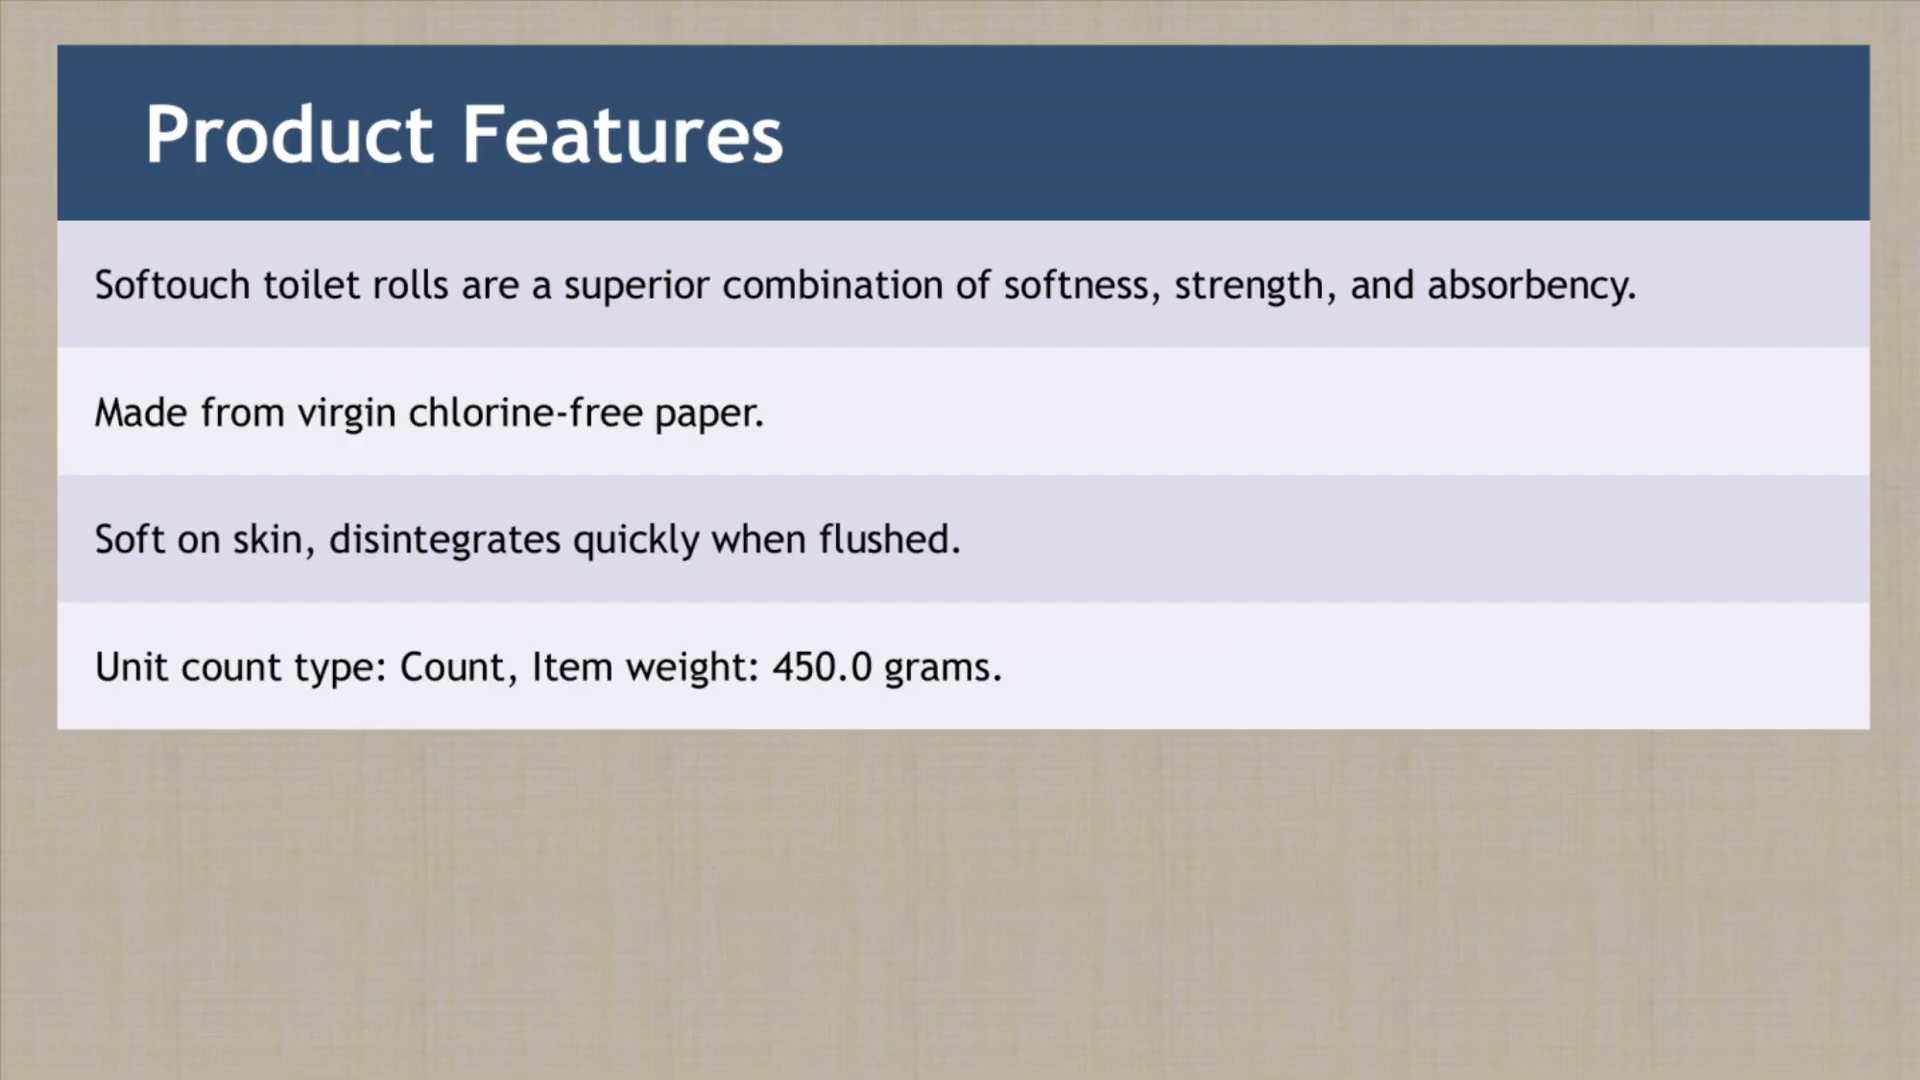 Product Features
Softouch toilet rolls are a superior combination of softness, strength, and absorbency.
Made from virgin chlorine-free paper.
Soft on skin, disintegrates quickly when flushed.
Unit count type: Count, Item weight: 450.0 grams.